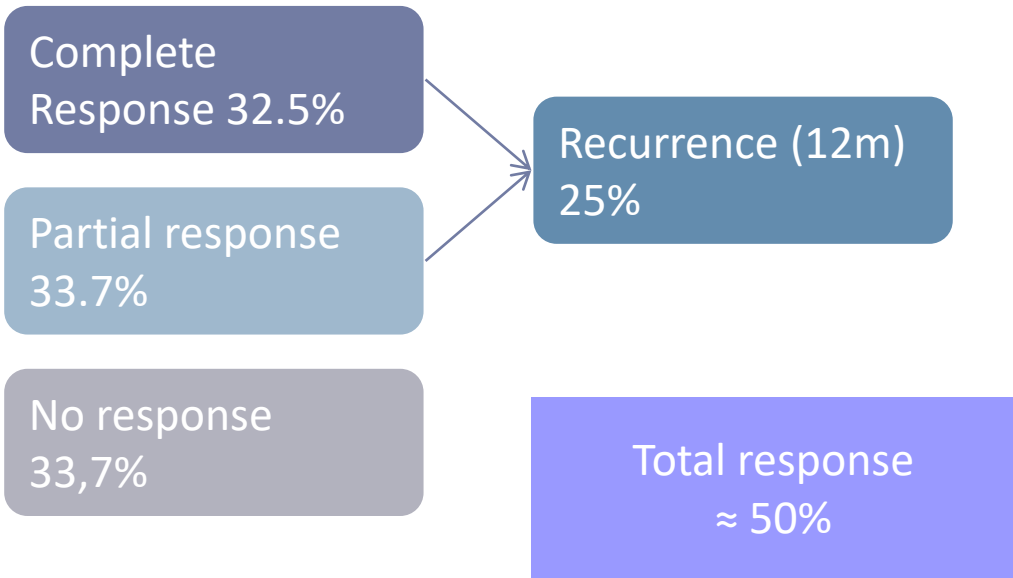 Complete
Response 32.5%
Partial response
33.7%
No response
33,7%
Recurrence (12m)
25%
Total response
≈ 50%